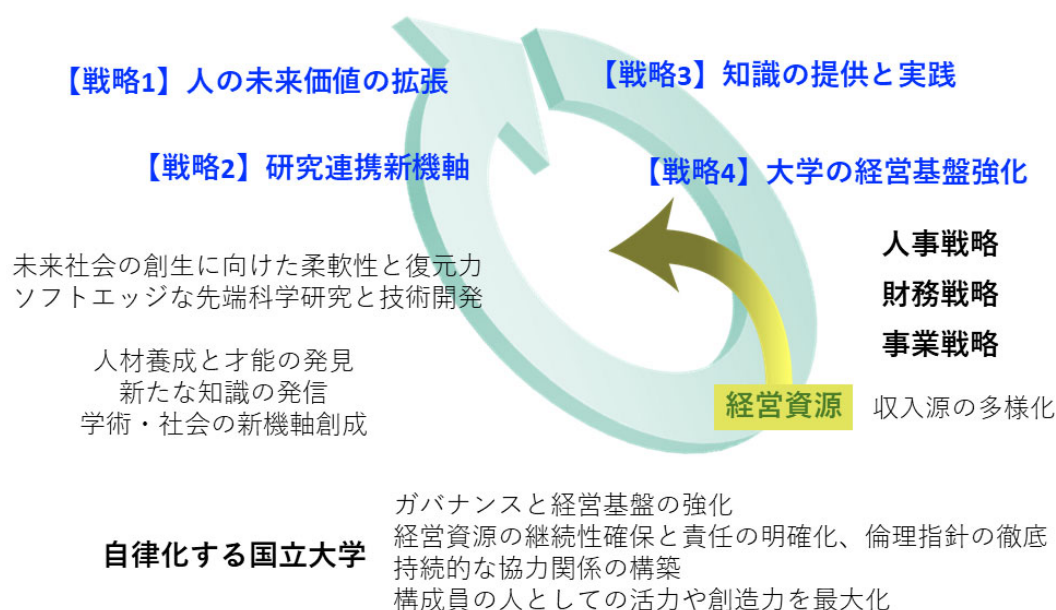 【戦略1】人の未来価値の拡張
【戦略3】知識の提供と実践
【戦略2】研究連携新機軸
【戦略4】大学の経営基盤強化
人事戦略
財務戦略
事業戦略
未来社会の創生に向けた柔軟性と復元力
ソフトエッジな先端科学研究と技術開発
人材養成と才能の発見
新たな知識の発信
学術・社会の新機軸創成
経営資源
収入源の多様化
自律化する国立大学
ガバナンスと経営基盤の強化
経営資源の継続性確保と責任の明確化、倫理指針の徹底
持続的な協力関係の構築
構成員の人としての活力や創造力を最大化